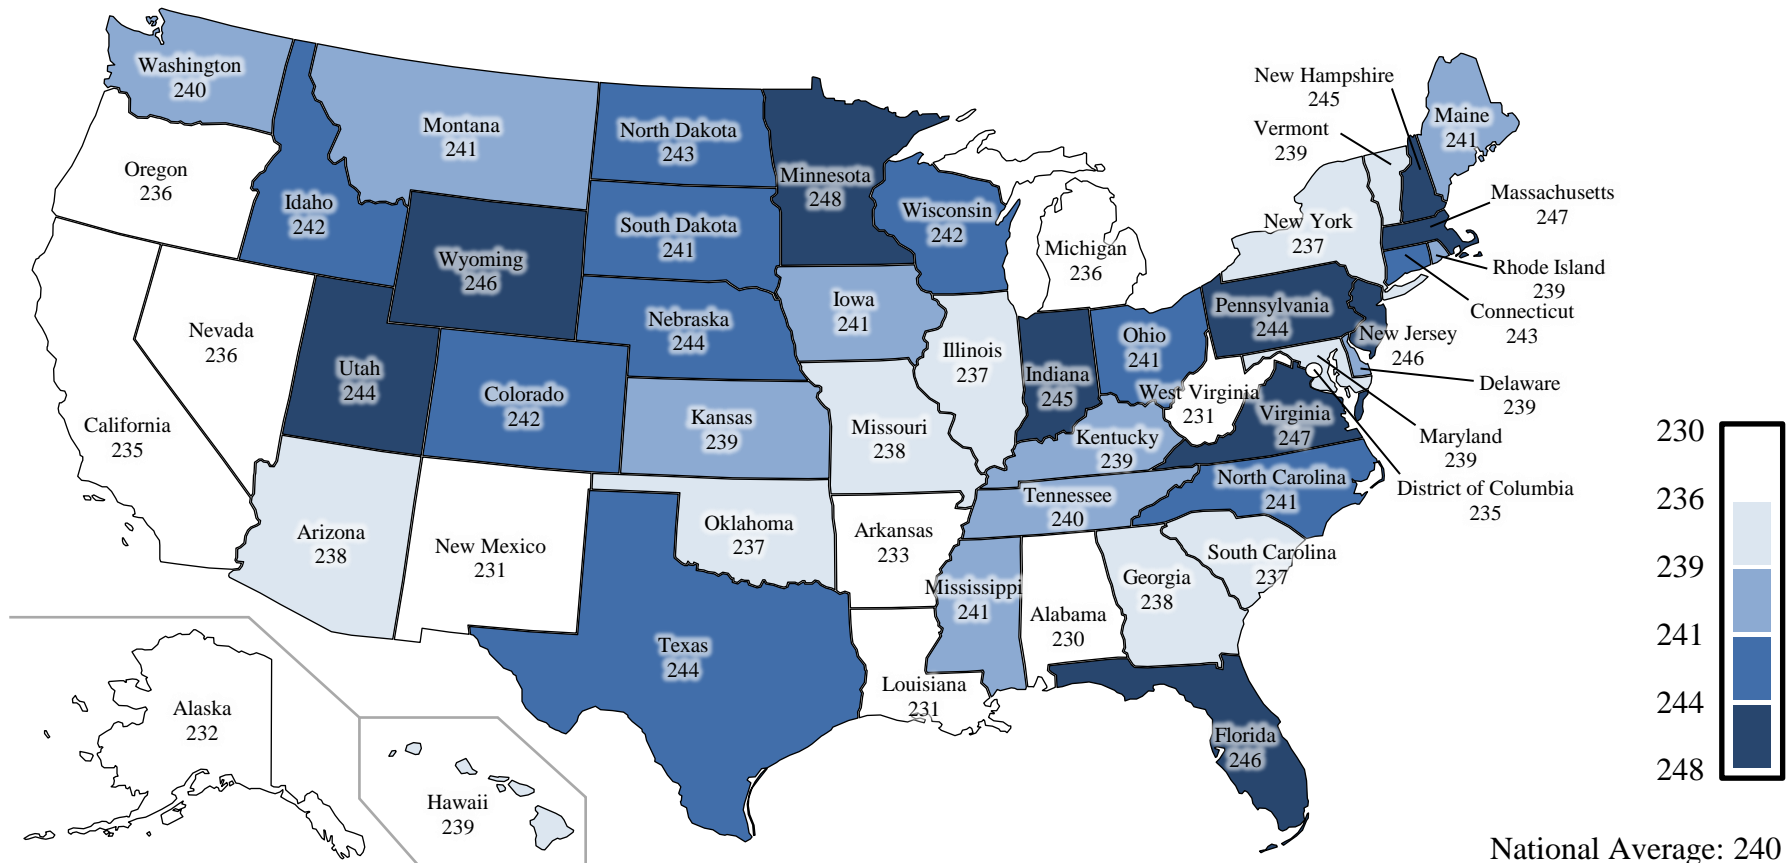 Washington
240
Oregon
236
California
235
Nevada
236
Idaho
242
Montana
241
Wyoming
246
Utah
244
Colorado
242
Arizona
238
New Mexico
231
North Dakota
243
South Dakota
241
Nebraska
244
Kansas
239
Oklahoma
237
Texas
244
Minnesota
248
Iowa
241
Missouri
238
Arkansas
233
Louisiana
231
Wisconsin
242
Illinois
237
Michigan
236
Indiana
245
Ohio
241
Kentucky
239
Tennessee
240
Mississippi
241
Alabama
230
Georgia
238
Florida
246
South Carolina
237
North Carolina
241
Virginia
247
West Virginia
231
Pennsylvania
244
New York
237
Vermont
239
New Hampshire
245
Maine
241
Massachusetts
247
Rhode Island
239
Connecticut
243
New Jersey
246
Delaware
239
Maryland
239
District of Columbia
235
Alaska
232
Hawaii
239
230
236
239
241
244
248
National Average: 240